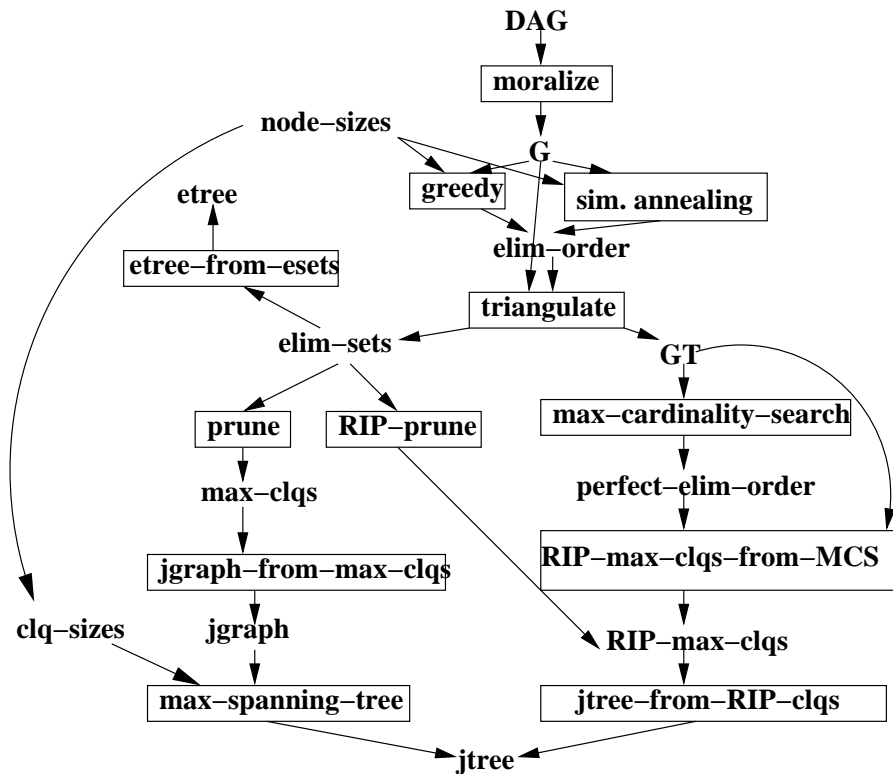 DAG
moralize
node−sizes
G
greedy
sim. annealing
etree
elim−order
etree−from−esets
triangulate
elim−sets
GT
prune
RIP−prune
max−cardinality−search
max−clqs
perfect−elim−order
jgraph−from−max−clqs
RIP−max−clqs−from−MCS
clq−sizes
jgraph
RIP−max−clqs
max−spanning−tree
jtree−from−RIP−clqs
jtree